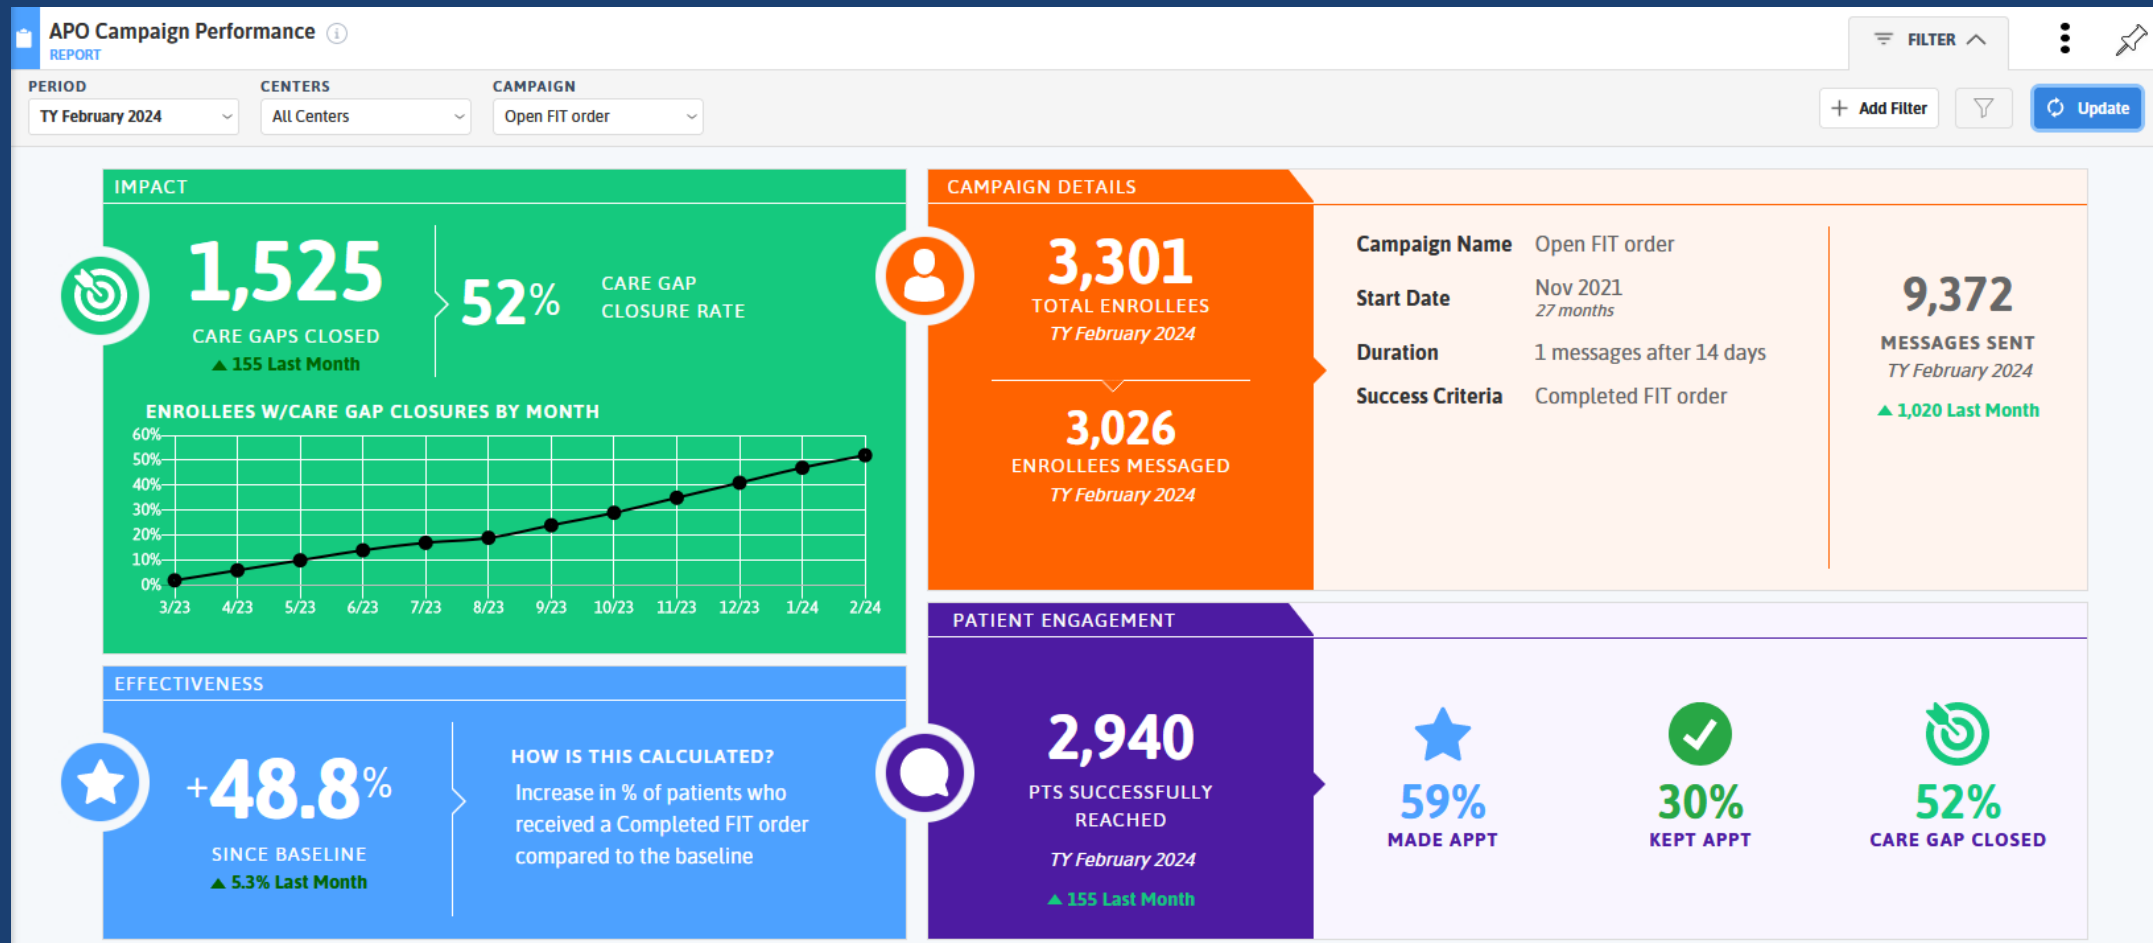 APO Campaign Performance
REPORT
FILTER
PERIOD
CENTERS
CAMPAIGN
TY February 2024
All Centers
Open FIT order
+ Add Filter
Update
IMPACT
1,525
CARE GAPS CLOSED
▲ 155 Last Month
52%
CARE GAP
CLOSURE RATE
ENROLLEES W/CARE GAP CLOSURES BY MONTH
60%
50%
40%
30%
20%
10%
0%
3/23 4/23 5/23 6/23 7/23 8/23 9/23 10/23 11/23 12/23 1/24 2/24
CAMPAIGN DETAILS
3,301
TOTAL ENROLLEES
TY February 2024
3,026
ENROLLEES MESSAGED
TY February 2024
Campaign Name Open FIT order
Start Date Nov 2021
27 months
Duration 1 messages after 14 days
Success Criteria Completed FIT order
9,372
MESSAGES SENT
TY February 2024
▲ 1,020 Last Month
EFFECTIVENESS
+48.8%
SINCE BASELINE
▲ 5.3% Last Month
HOW IS THIS CALCULATED?
Increase in % of patients who
received a Completed FIT order
compared to the baseline
PATIENT ENGAGEMENT
2,940
PTS SUCCESSFULLY
REACHED
TY February 2024
▲ 155 Last Month
59%
MADE APPT
30%
KEPT APPT
52%
CARE GAP CLOSED